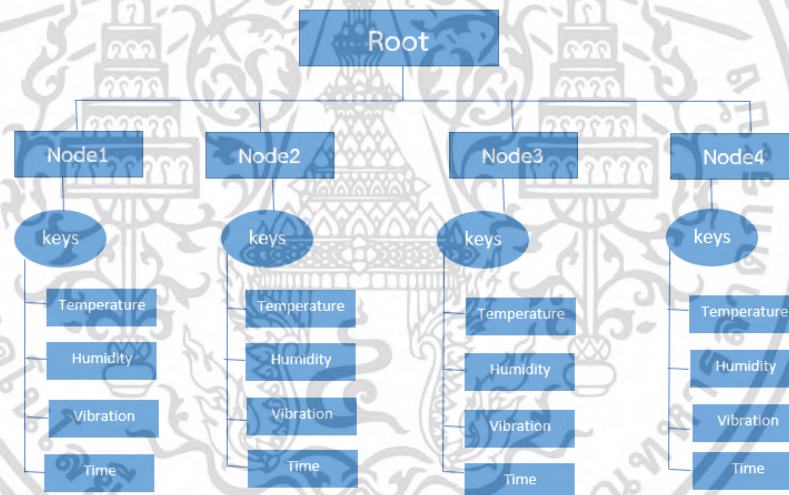 Root
Node1
Node2
Node3
Node4
keys
keys
keys
keys
Temperature
Humidity
Vibration
Time
Temperature
Humidity
Vibration
Time
Temperature
Humidity
Vibration
Time
Temperature
Humidity
Vibration
Time